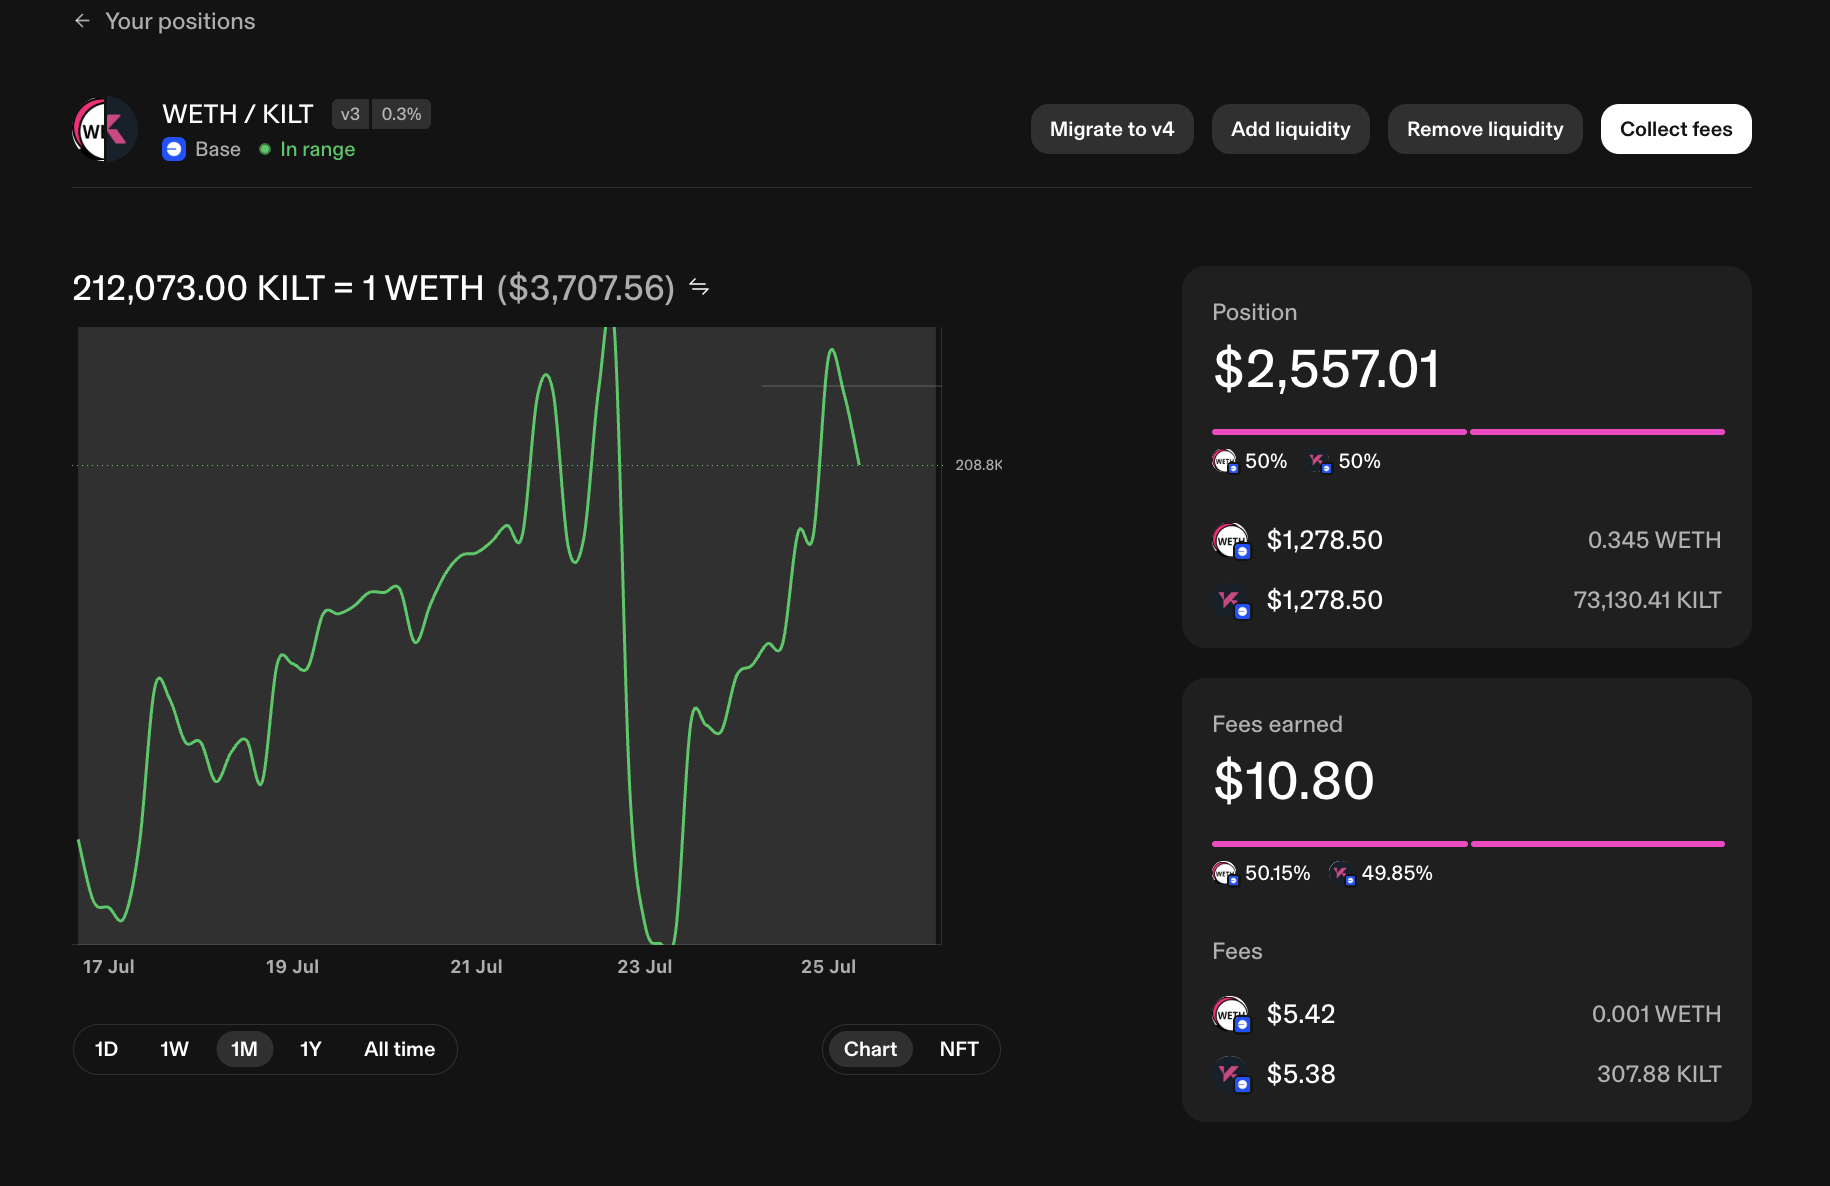 ← Your positions
WETH / KILT v3 0.3%
Base In range
Migrate to v4 Add liquidity Remove liquidity Collect fees
212,073.00 KILT = 1 WETH ($3,707.56)
208.8K
17 Jul 19 Jul 21 Jul 23 Jul 25 Jul
1D 1W 1M 1Y All time
Chart NFT
Position
$2,557.01
50% 50%
$1,278.50 0.345 WETH
$1,278.50 73,130.41 KILT
Fees earned
$10.80
50.15% 49.85%
Fees
$5.42 0.001 WETH
$5.38 307.88 KILT